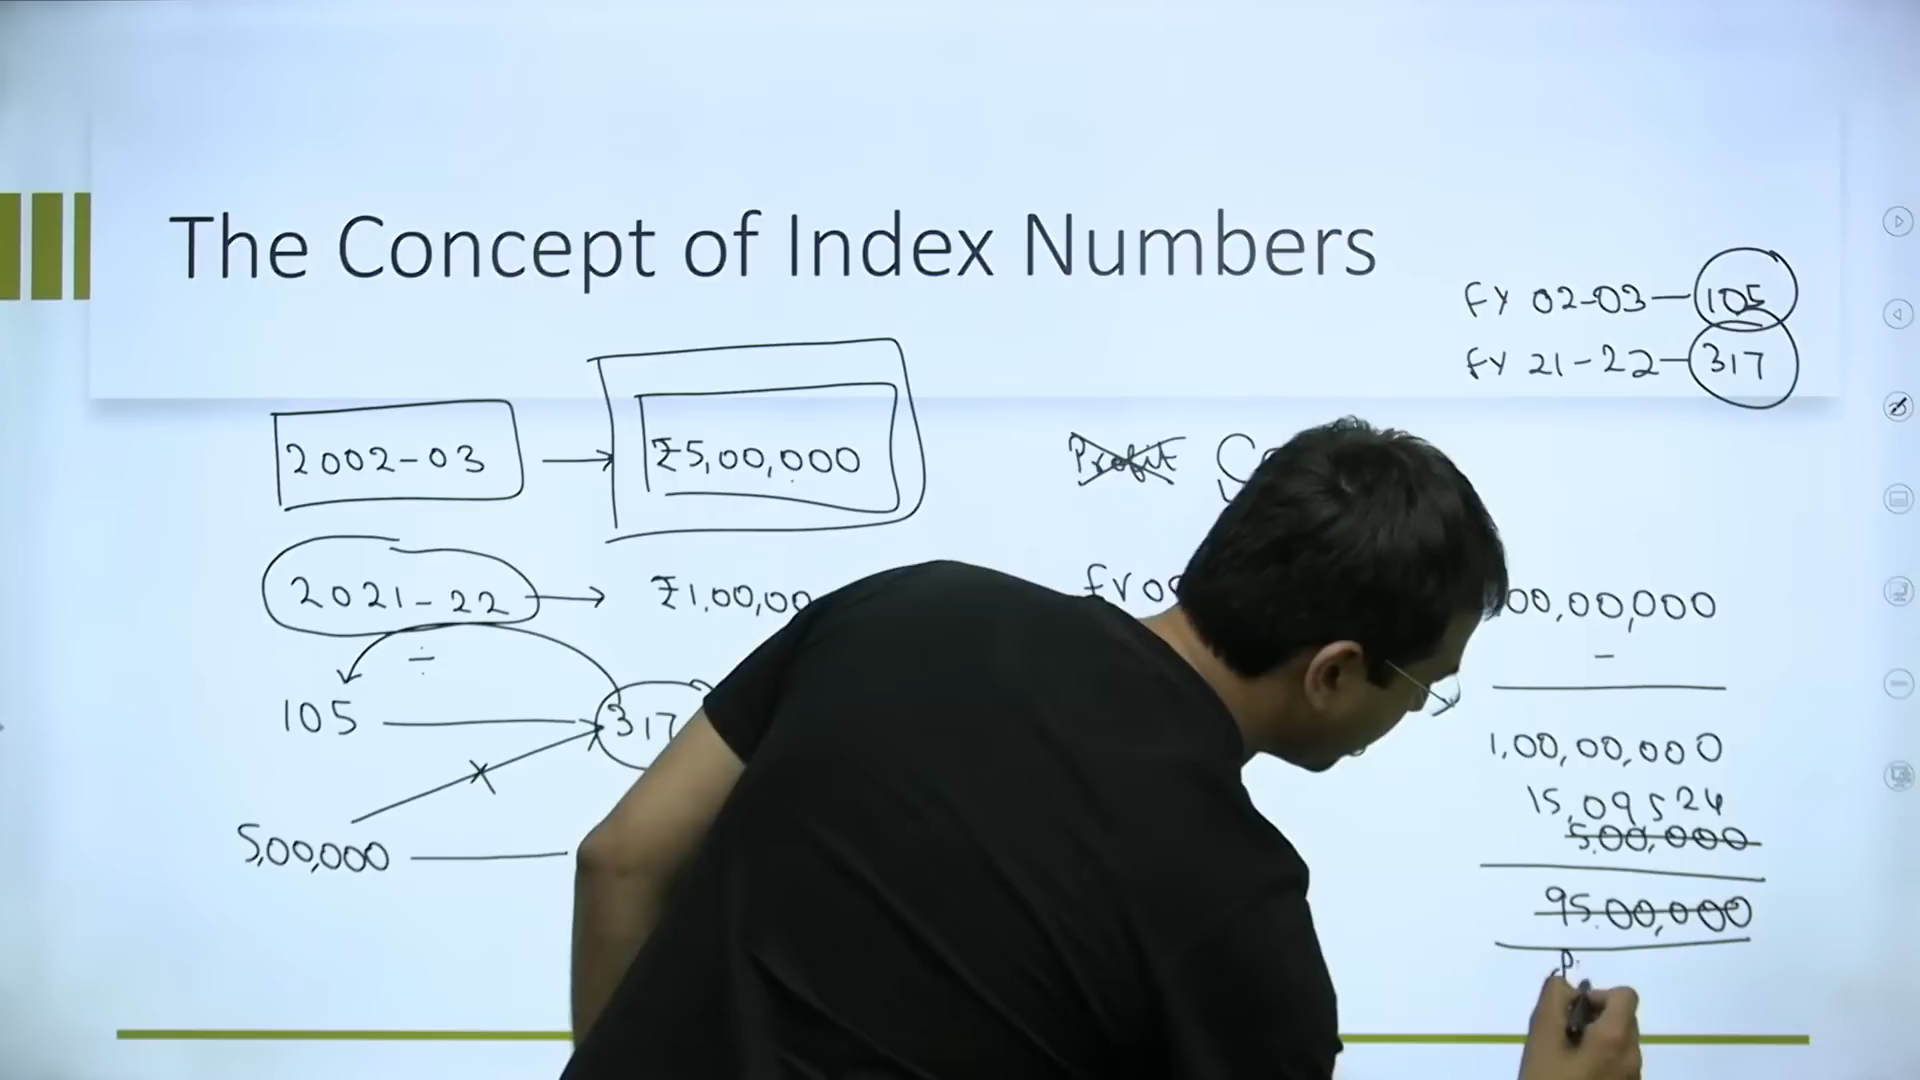 The Concept of Index Numbers
FY 02-03 — 105
FY 21-22 — 317
2002-03 → ₹5,00,000
Profit
2021-22 → ₹1,00,00
00,00,000
÷
–
105 → 317
1,00,00,000
×
15,09524
5,00,000
5,00,000
95,00,000